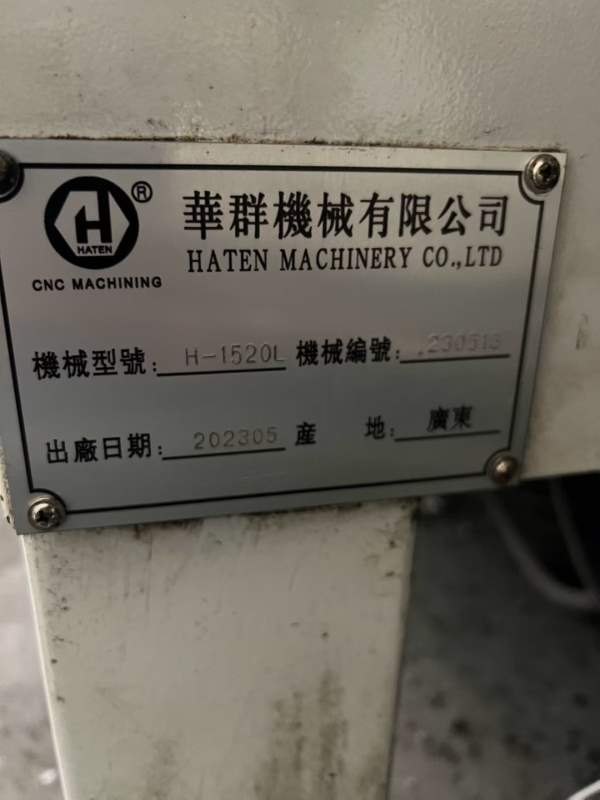 H
HATEN
®
CNC MACHINING
華群機械有限公司
HATEN MACHINERY CO.,LTD
機械型號: H-1520L 機械編號:
出廠日期: 202305 産 地: 廣東